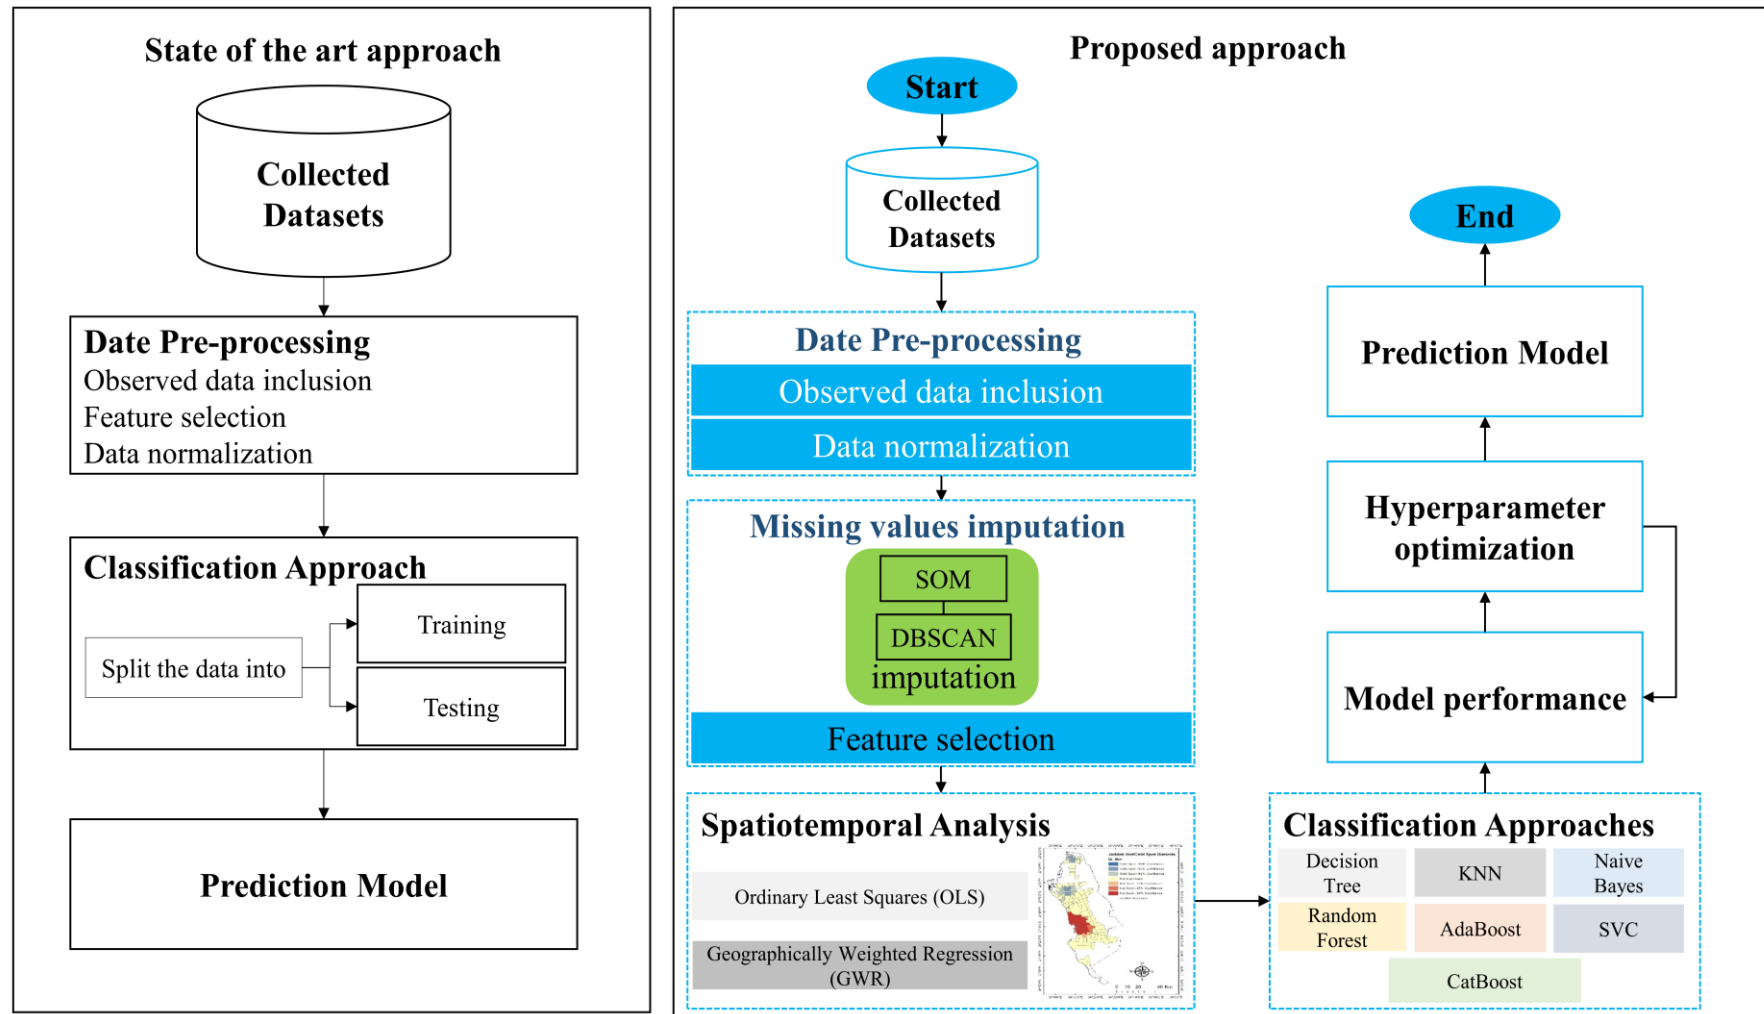 State of the art approach
Collected
Datasets
Date Pre-processing
Observed data inclusion
Feature selection
Data normalization
Classification Approach
Split the data into
Training
Testing
Prediction Model
Proposed approach
Start
Collected
Datasets
Date Pre-processing
Observed data inclusion
Data normalization
Missing values imputation
SOM
DBSCAN
imputation
Feature selection
Spatiotemporal Analysis
Ordinary Least Squares (OLS)
Geographically Weighted Regression
(GWR)
Classification Approaches
Decision
Tree
KNN
Naive
Bayes
Random
Forest
AdaBoost
SVC
CatBoost
Model performance
Hyperparameter
optimization
Prediction Model
End